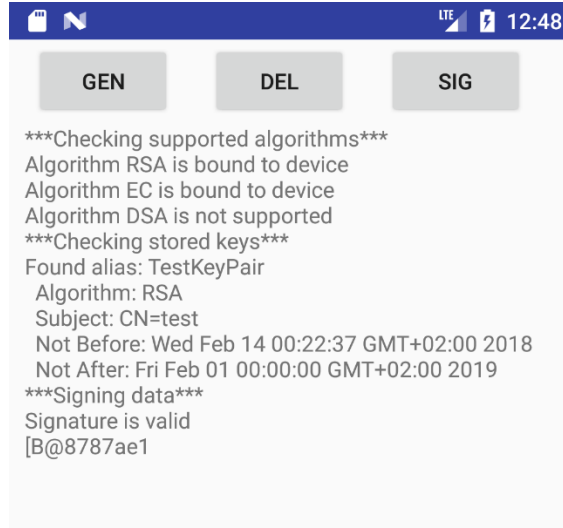 LTE 12:48
GEN DEL SIG
***Checking supported algorithms***
Algorithm RSA is bound to device
Algorithm EC is bound to device
Algorithm DSA is not supported
***Checking stored keys***
Found alias: TestKeyPair
Algorithm: RSA
Subject: CN=test
Not Before: Wed Feb 14 00:22:37 GMT+02:00 2018
Not After: Fri Feb 01 00:00:00 GMT+02:00 2019
***Signing data***
Signature is valid
[B@8787ae1